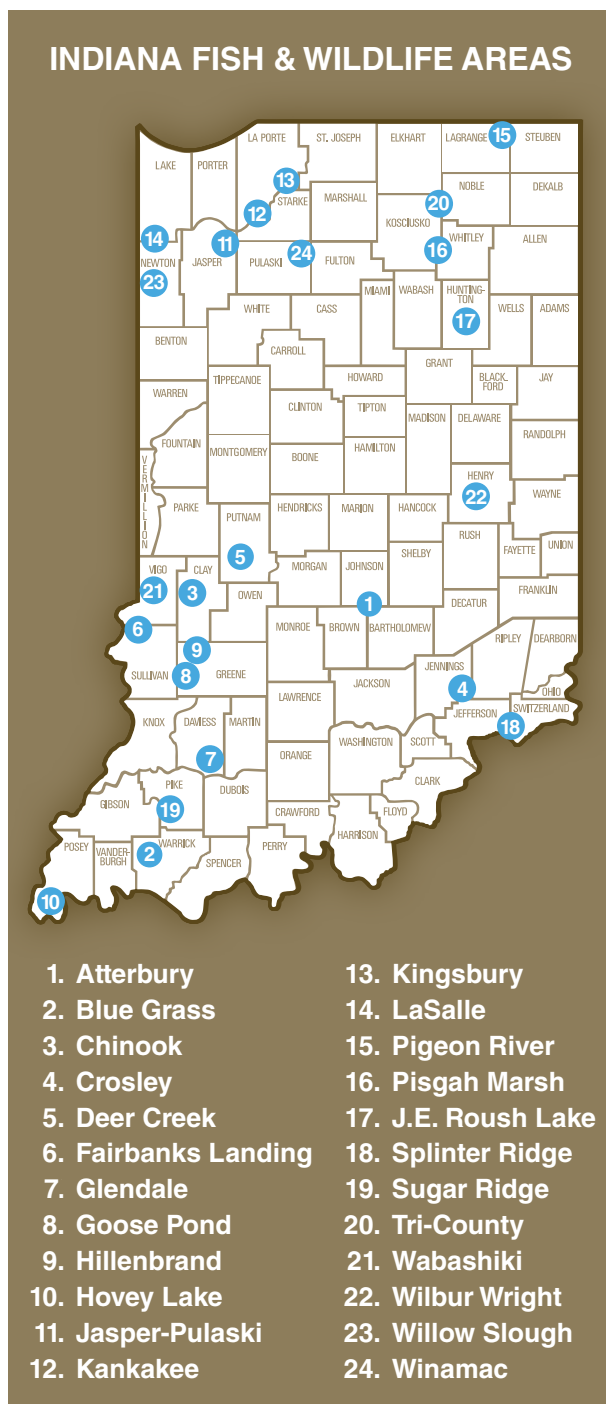 INDIANA FISH & WILDLIFE AREAS
LA PORTE
ST. JOSEPH
ELKHART
LAGRANGE
15
STEUBEN
LAKE
PORTER
13
STARKE
NOBLE
DEKALB
MARSHALL
20
12
KOSCIUSKO
14
11
24
16
WHITLEY
ALLEN
NEWTON
23
JASPER
PULASKI
FULTON
MIAMI
WABASH
HUNTING-
TON
17
WHITE
CASS
WELLS
ADAMS
BENTON
CARROLL
GRANT
TIPPECANOE
HOWARD
BLACK-
FORD
JAY
WARREN
CLINTON
TIPTON
MADISON
DELAWARE
FOUNTAIN
RANDOLPH
MONTGOMERY
BOONE
HAMILTON
VERMILLION
HENRY
22
WAYNE
PARKE
PUTNAM
HENDRICKS
MARION
HANCOCK
RUSH
FAYETTE
UNION
5
SHELBY
VIGO
CLAY
MORGAN
JOHNSON
21
3
OWEN
FRANKLIN
1
DECATUR
6
MONROE
BROWN
BARTHOLOMEW
RIPLEY
DEARBORN
9
SULLIVAN
8
GREENE
JENNINGS
4
JACKSON
OHIO
LAWRENCE
JEFFERSON
SWITZERLAND
18
KNOX
DAVIESS
MARTIN
7
ORANGE
WASHINGTON
SCOTT
PIKE
DUBOIS
CLARK
GIBSON
19
CRAWFORD
FLOYD
HARRISON
POSEY
VANDER-
BURGH
2
WARRICK
SPENCER
PERRY
10
1. Atterbury
2. Blue Grass
3. Chinook
4. Crosley
5. Deer Creek
6. Fairbanks Landing
7. Glendale
8. Goose Pond
9. Hillenbrand
10. Hovey Lake
11. Jasper-Pulaski
12. Kankakee
13. Kingsbury
14. LaSalle
15. Pigeon River
16. Pisgah Marsh
17. J.E. Roush Lake
18. Splinter Ridge
19. Sugar Ridge
20. Tri-County
21. Wabashiki
22. Wilbur Wright
23. Willow Slough
24. Winamac